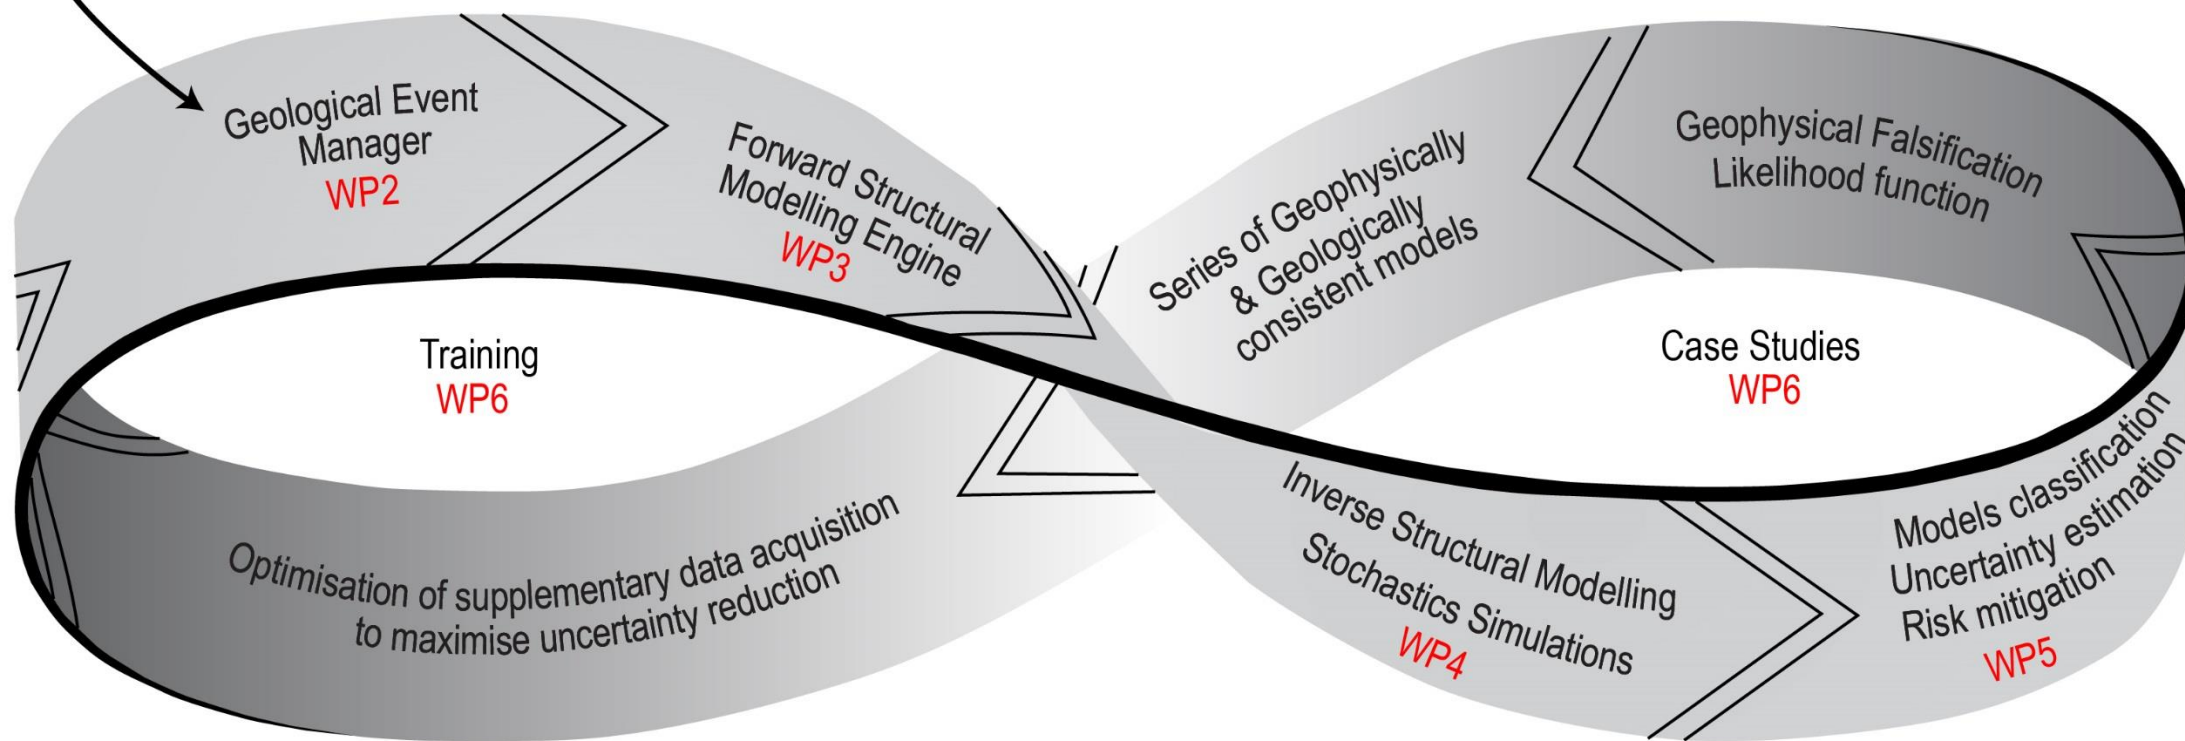 Geological Event
Manager
WP2
Forward Structural
Modelling Engine
WP3
Series of Geophysically
& Geologically
consistent models
Geophysical Falsification
Likelihood function
Training
WP6
Case Studies
WP6
Optimisation of supplementary data acquisition
to maximise uncertainty reduction
Inverse Structural Modelling
Stochastics Simulations
WP4
Models classification
Uncertainty estimation
Risk mitigation
WP5